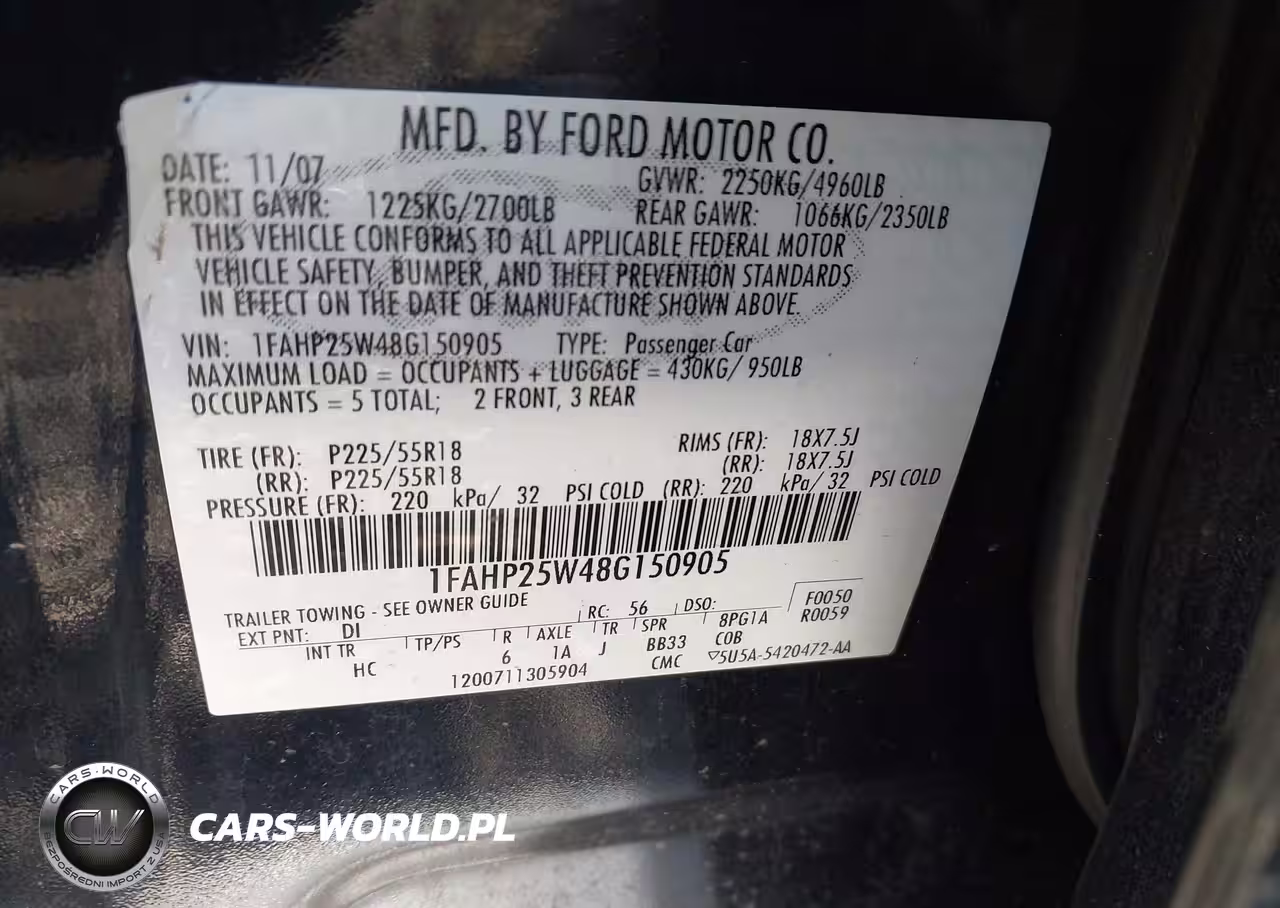 MFD. BY FORD MOTOR CO.
DATE: 11/07 GVWR: 2250KG/4960LB
FRONT GAWR: 1225KG/2700LB REAR GAWR: 1066KG/2350LB
THIS VEHICLE CONFORMS TO ALL APPLICABLE FEDERAL MOTOR
VEHICLE SAFETY, BUMPER, AND THEFT PREVENTION STANDARDS
IN EFFECT ON THE DATE OF MANUFACTURE SHOWN ABOVE.
VIN: 1FAHP25W48G150905 TYPE: Passenger Car
MAXIMUM LOAD = OCCUPANTS + LUGGAGE = 430KG/ 950LB
OCCUPANTS = 5 TOTAL; 2 FRONT, 3 REAR
TIRE (FR): P225/55R18 RIMS (FR): 18X7.5J
(RR): P225/55R18 (RR): 18X7.5J
PRESSURE (FR): 220 kPa/ 32 PSI COLD (RR): 220 kPa/ 32 PSI COLD
1FAHP25W48G150905
TRAILER TOWING - SEE OWNER GUIDE RC: 56 DSO: F0050
EXT PNT: DI 8PG1A R0059
INT TR TP/PS R AXLE TR SPR COB
HC 6 1A J BB33 5U5A-5420472-AA
1200711305904 CMC
CARS-WORLD
CW
BEZPOŚREDNI IMPORT Z USA
CARS-WORLD.PL